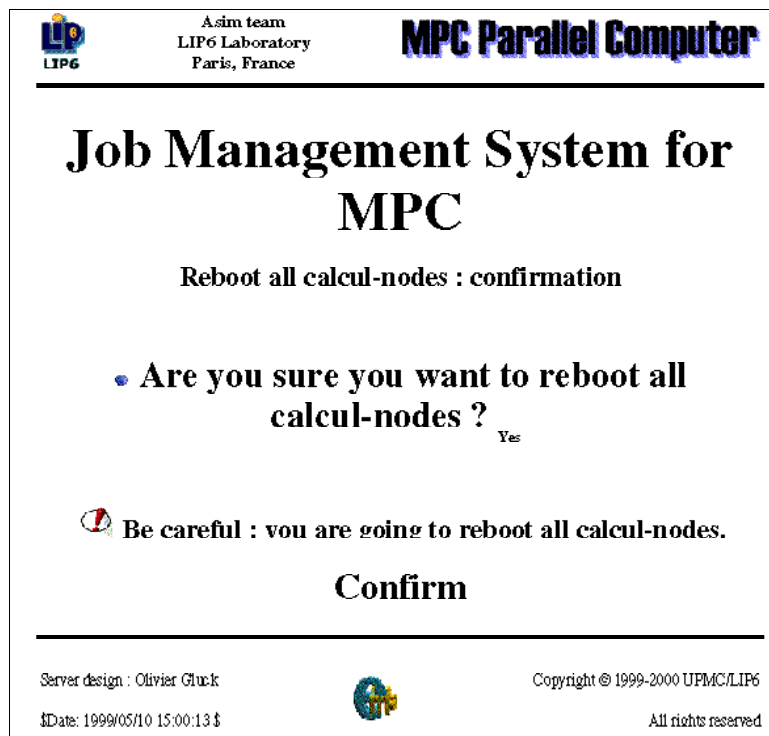 LIP6
LIP6
Asim team
LIP6 Laboratory
Paris, France
MPC Parallel Computer
Job Management System for
MPC
Reboot all calcul-nodes : confirmation
Are you sure you want to reboot all
calcul-nodes ?
Yes
Be careful : you are going to reboot all calcul-nodes.
Confirm
Server design : Olivier Gluck
$Date: 1999/05/10 15:00:13 $
Copyright © 1999-2000 UPMC/LIP6
All rights reserved